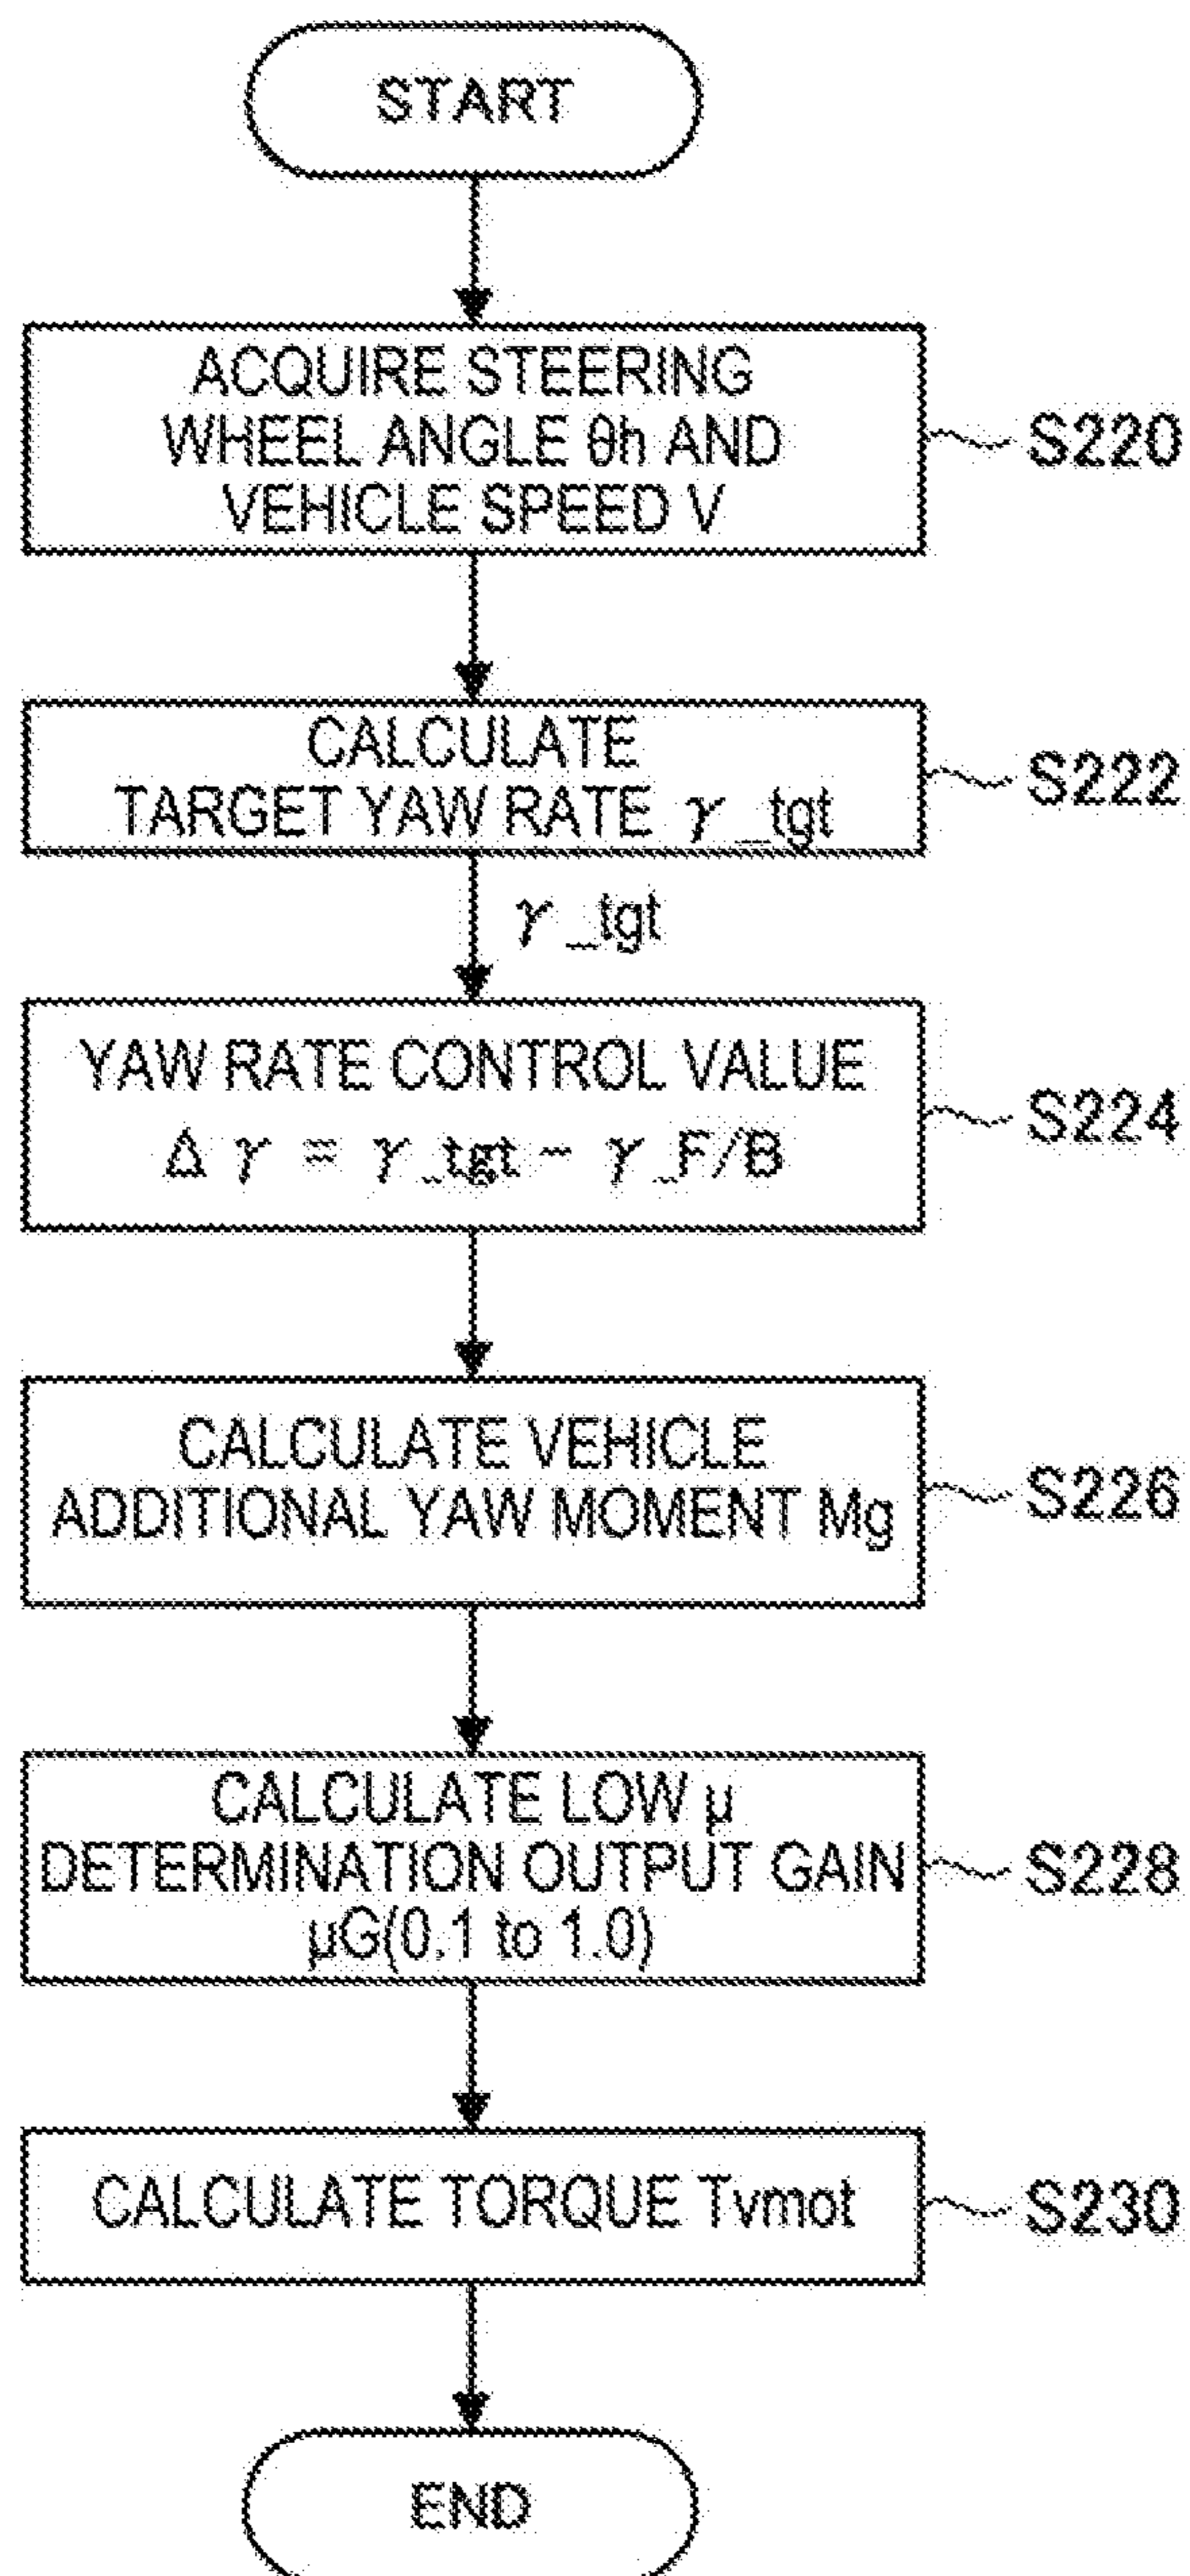 START
ACQUIRE STEERING
WHEEL ANGLE θh AND
VEHICLE SPEED V
S220
CALCULATE
TARGET YAW RATE γ_tgt
S222
γ_tgt
YAW RATE CONTROL VALUE
Δγ = γ_tgt - γ_F/B
S224
CALCULATE VEHICLE
ADDITIONAL YAW MOMENT Mg
S226
CALCULATE LOW μ
DETERMINATION OUTPUT GAIN
μG(0.1 to 1.0)
S228
CALCULATE TORQUE Tvmot
S230
END